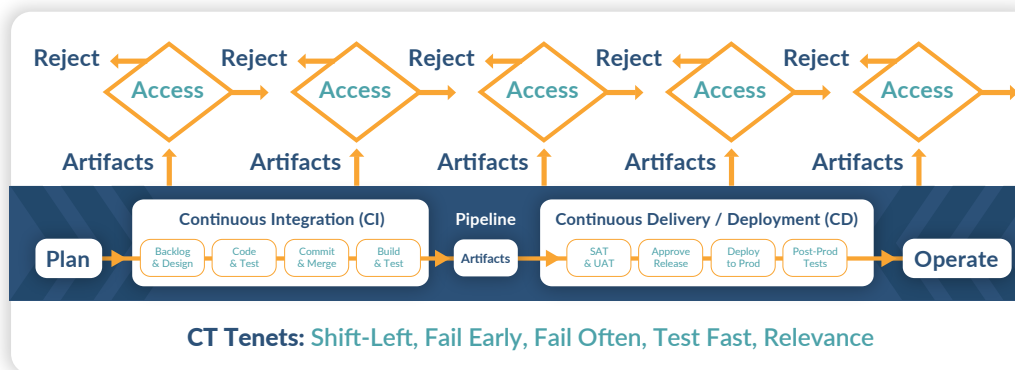 Reject
Reject
Reject
Reject
Reject
Access
Access
Access
Access
Access
Artifacts
Artifacts
Artifacts
Artifacts
Artifacts
Continuous Integration (CI)
Pipeline
Continuous Delivery / Deployment (CD)
Plan
Backlog
& Design
Code
& Test
Commit
& Merge
Build
& Test
Artifacts
SAT
& UAT
Approve
Release
Deploy
to Prod
Post-Prod
Tests
Operate
CT Tenets: Shift-Left, Fail Early, Fail Often, Test Fast, Relevance